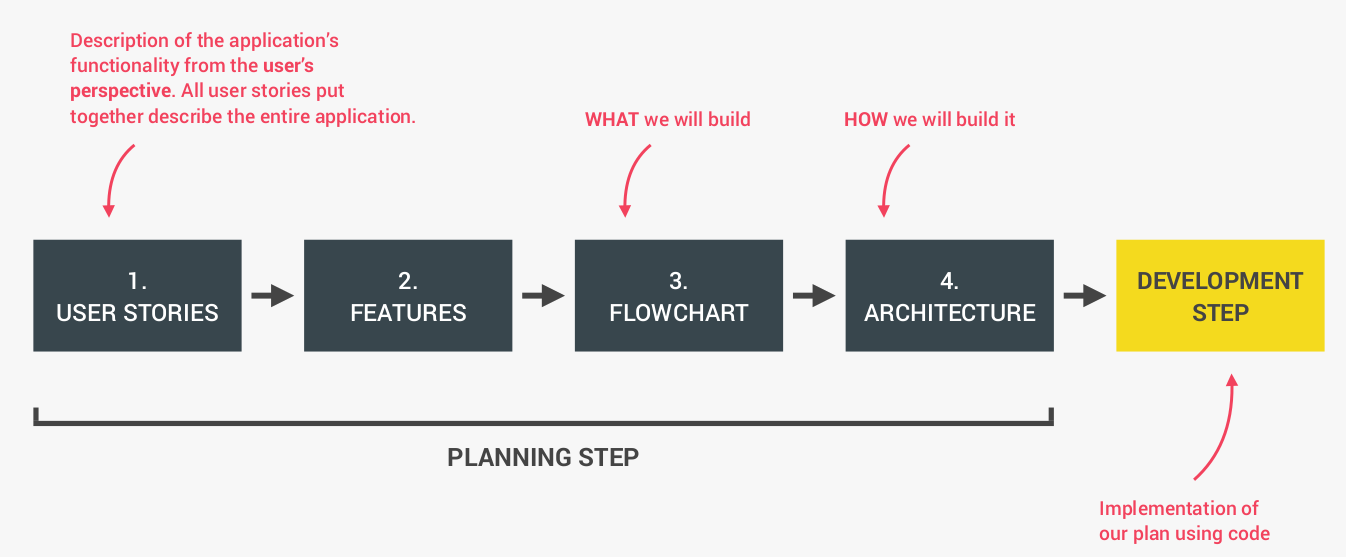 Description of the application's
functionality from the user's
perspective. All user stories put
together describe the entire application.
WHAT we will build
HOW we will build it
1.
USER STORIES
2.
FEATURES
3.
FLOWCHART
4.
ARCHITECTURE
DEVELOPMENT
STEP
PLANNING STEP
Implementation of
our plan using code